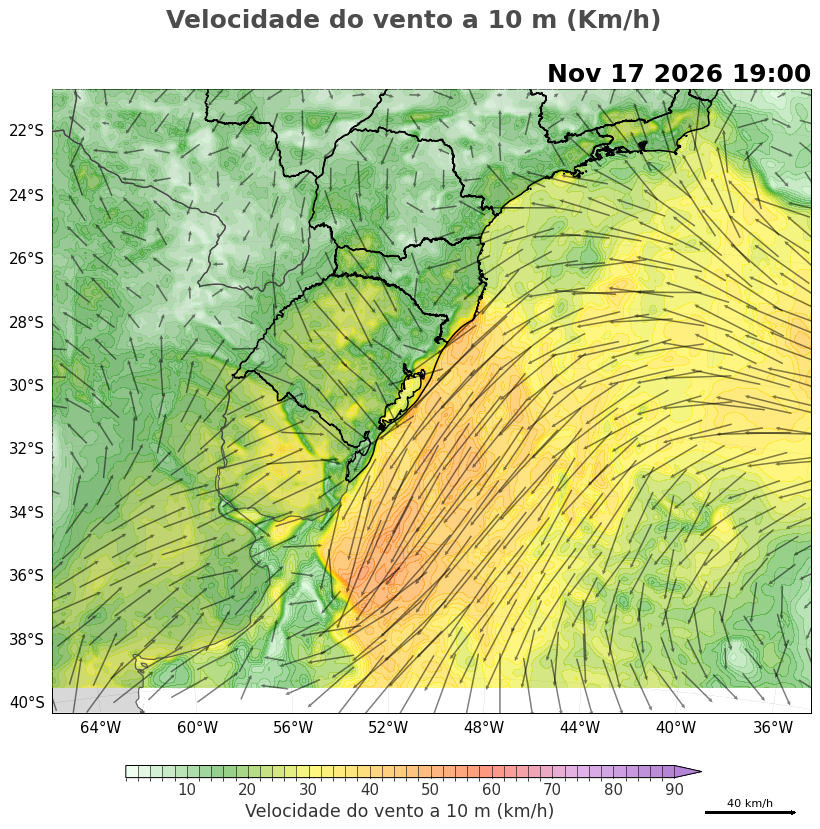 Velocidade do vento a 10 m (Km/h)
Nov 17 2026 19:00
22°S
24°S
26°S
28°S
30°S
32°S
34°S
36°S
38°S
40°S
64°W 60°W 56°W 52°W 48°W 44°W 40°W 36°W
10 20 30 40 50 60 70 80 90
Velocidade do vento a 10 m (km/h)
40 km/h